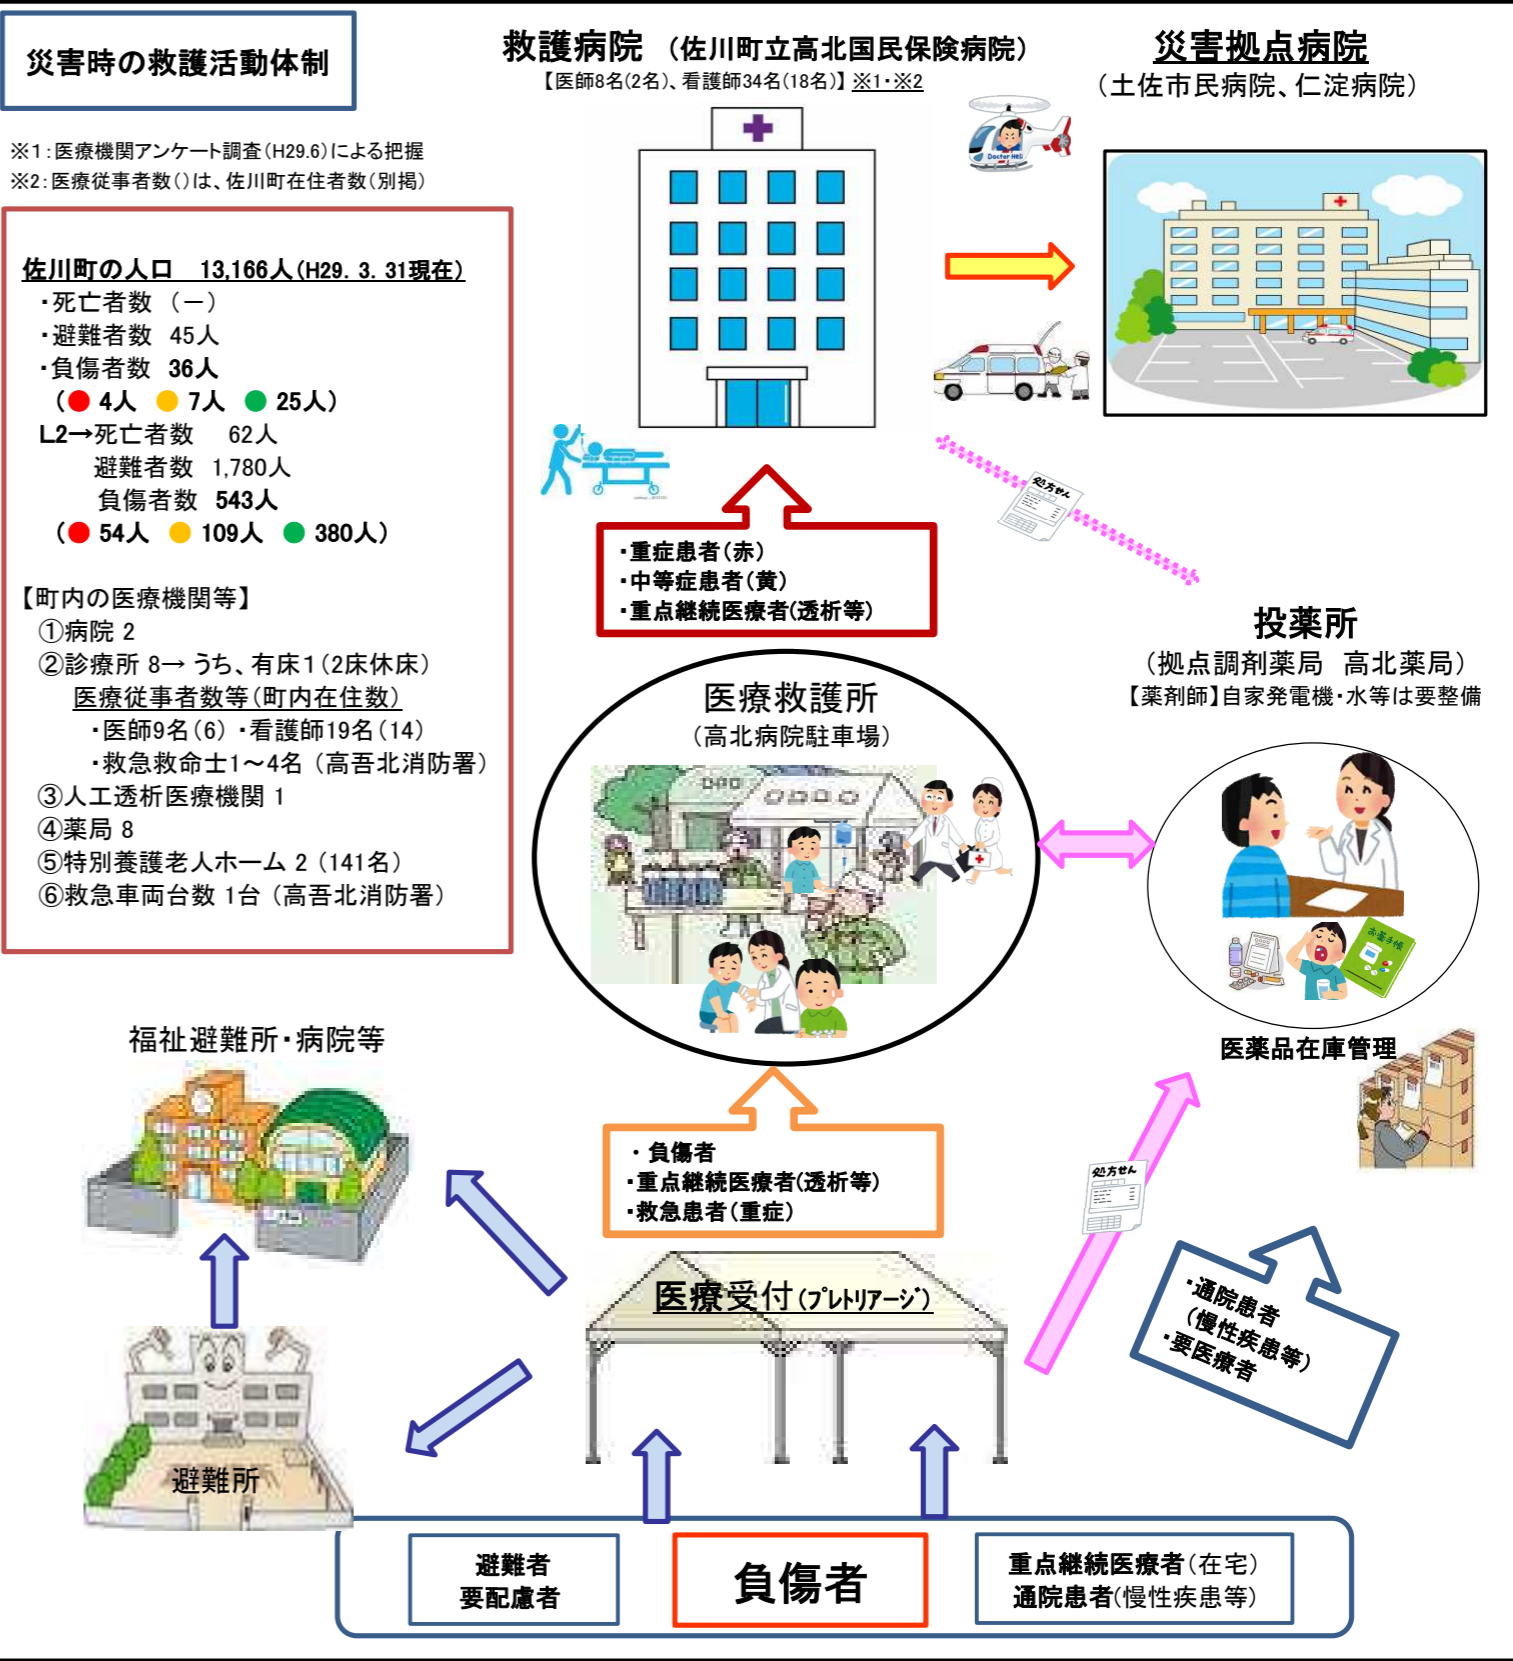 災害時の救護活動体制
※1:医療機関アンケート調査(H29.6)による把握
※2:医療従事者数()は、佐川町在住者数(別掲)
救護病院 (佐川町立高北国民保険病院)
【医師8名(2名)、看護師34名(18名)】※1・※2
災害拠点病院
(土佐市民病院、仁淀病院)
Doctor Heli
佐川町の人口 13,166人(H29. 3. 31現在)
・死亡者数 (-)
・避難者数 45人
・負傷者数 36人
(● 4人 ● 7人 ● 25人)
L2→死亡者数 62人
避難者数 1,780人
負傷者数 543人
(● 54人 ● 109人 ● 380人)
【町内の医療機関等】
①病院 2
②診療所 8→ うち、有床1(2床休床)
医療従事者数等(町内在住数)
・医師9名(6) ・看護師19名(14)
・救急救命士1~4名 (高吾北消防署)
③人工透析医療機関 1
④薬局 8
⑤特別養護老人ホーム 2 (141名)
⑥救急車両台数 1台 (高吾北消防署)
処方せん
・重症患者(赤)
・中等症患者(黄)
・重点継続医療者(透析等)
医療救護所
(高北病院駐車場)
投薬所
(拠点調剤薬局 高北薬局)
【薬剤師】自家発電機・水等は要整備
お薬手帳
医薬品在庫管理
福祉避難所・病院等
・負傷者
・重点継続医療者(透析等)
・救急患者(重症)
処方せん
医療受付(プレトリアージ)
・通院患者
(慢性疾患等)
・要医療者
避難所
避難者
要配慮者
負傷者
重点継続医療者(在宅)
通院患者(慢性疾患等)